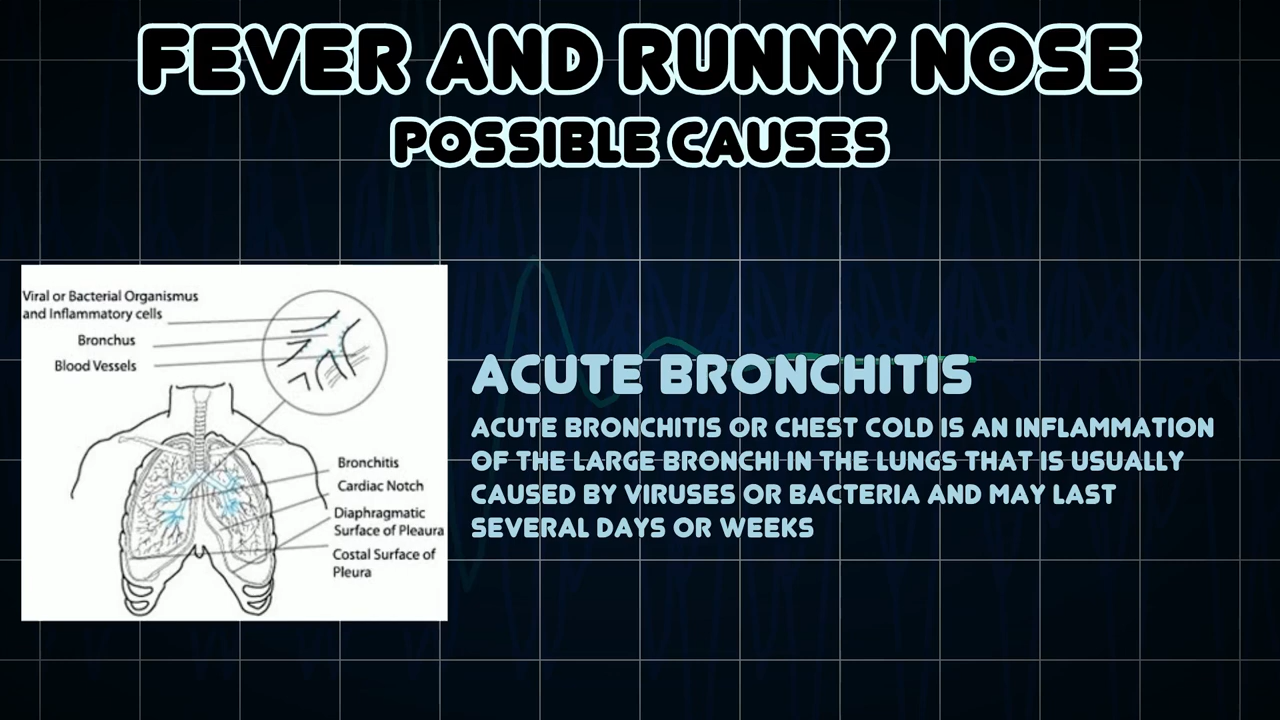 FEVER AND RUNNY NOSE
POSSIBLE CAUSES
Viral or Bacterial Organismus
and Inflammatory cells
Bronchus
Blood Vessels
Bronchitis
Cardiac Notch
Diaphragmatic
Surface of Pleaura
Costal Surface of
Pleura
ACUTE BRONCHITIS
ACUTE BRONCHITIS OR CHEST COLD IS AN INFLAMMATION
OF THE LARGE BRONCHI IN THE LUNGS THAT IS USUALLY
CAUSED BY VIRUSES OR BACTERIA AND MAY LAST
SEVERAL DAYS OR WEEKS